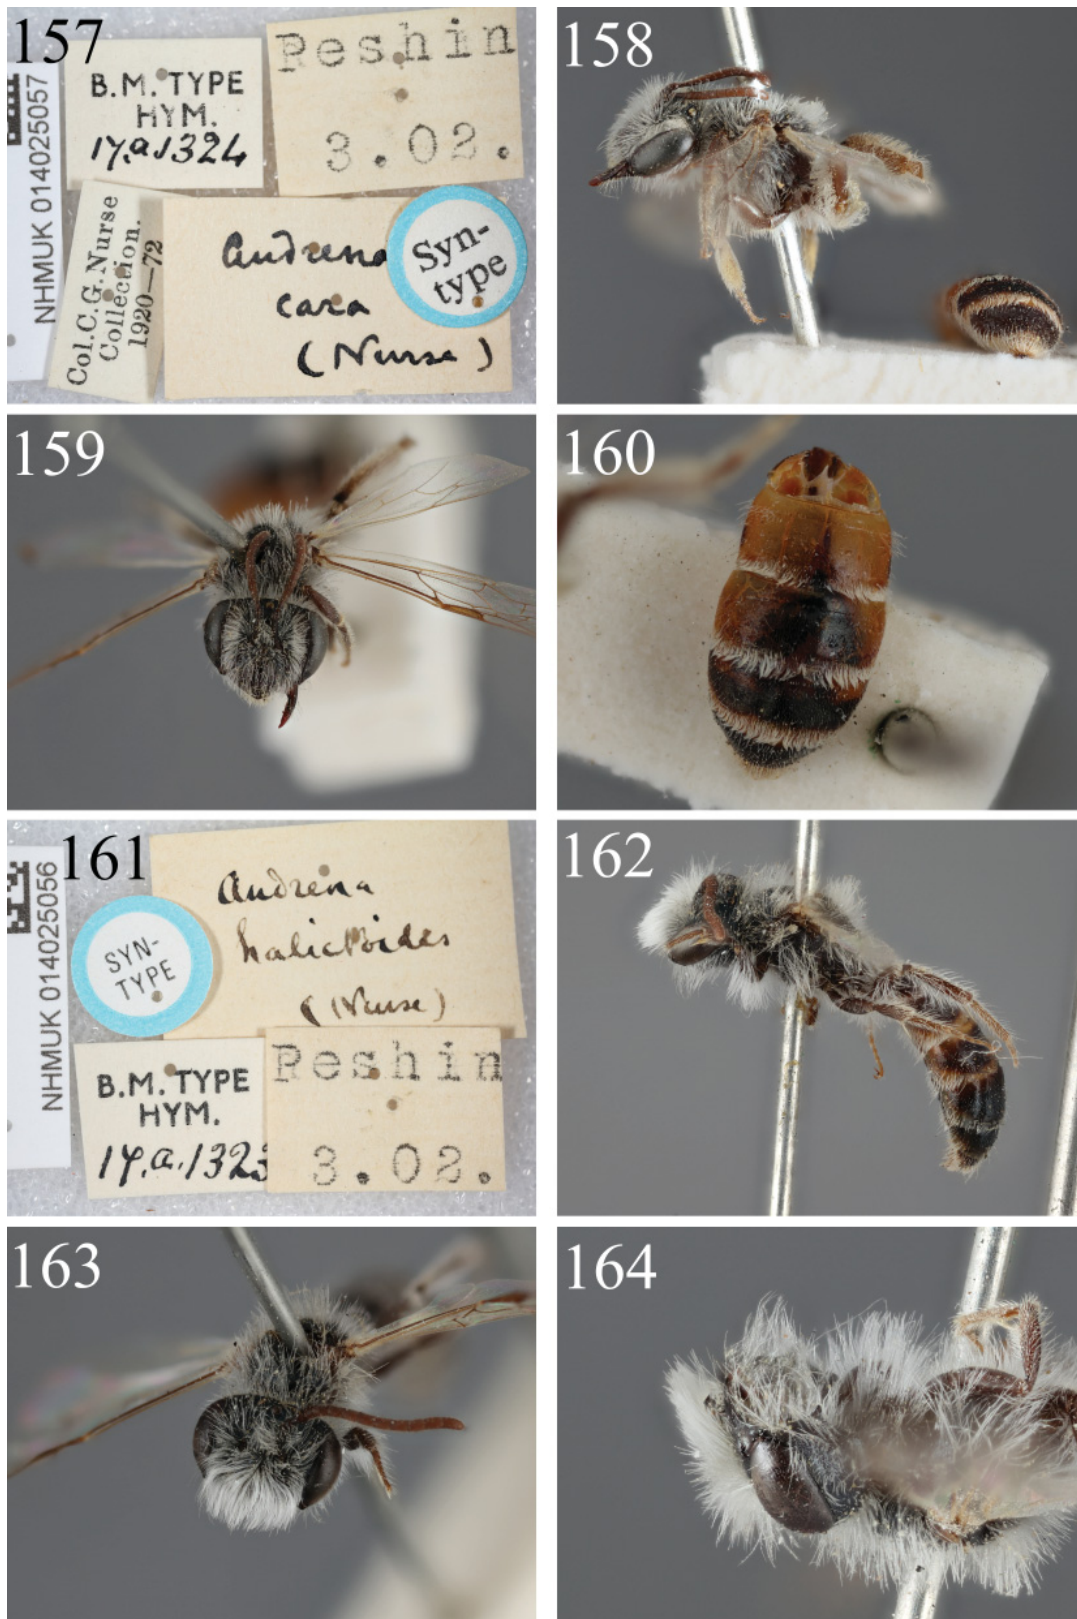 157
NHMUK 014025057
B.M. TYPE
HYM.
17.a.1324
Peshin
3.02.
Col. C. G. Nurse
Collection.
1920—72
Andrena
cara
(Nurse)
Syn-
type
158
159
160
161
NHMUK 014025056
SYN-
TYPE
Andrena
halictoides
(Nurse)
B.M. TYPE
HYM.
17.a.1323
Peshin
3.02.
162
163
164